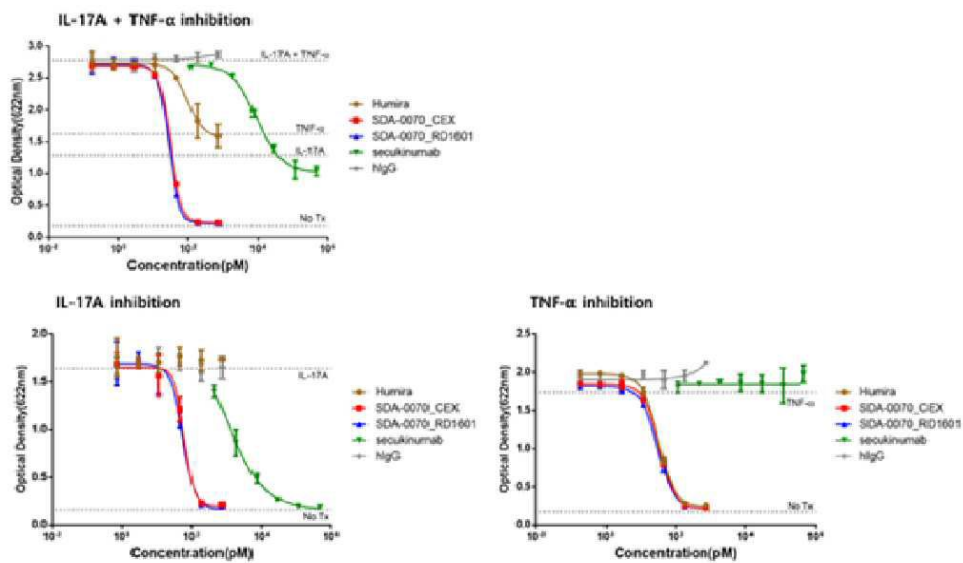 IL-17A + TNF-α inhibition
3.0
2.5
2.0
1.5
1.0
0.5
0.0
Optical Density(622nm)
IL-17A + TNF-α
TNF-α
IL-17A
No Tx
Concentration(pM)
Humira
SDA-0070_CEX
SDA-0070_RD1601
seculkinumab
hIgG
IL-17A inhibition
2.0
1.5
1.0
0.5
0.0
Optical Density(622nm)
IL-17A
No Tx
Concentration(pM)
Humira
SDA-0070I_CEX
SDA-0070I_RD1601
secukinumab
hIgG
TNF-α inhibition
2.5
2.0
1.5
1.0
0.5
0.0
Optical Density(622nm)
TNF-α
No Tx
Concentration(pM)
Humira
SDA-0070_CEX
SDA-0070_RD1601
secukinumab
hIgG